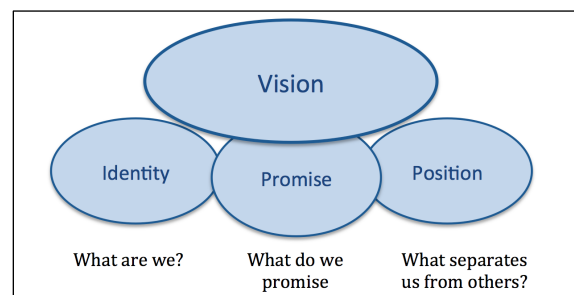 Vision
Identity
Promise
Position
What are we?
What do we
promise
What separates
us from others?